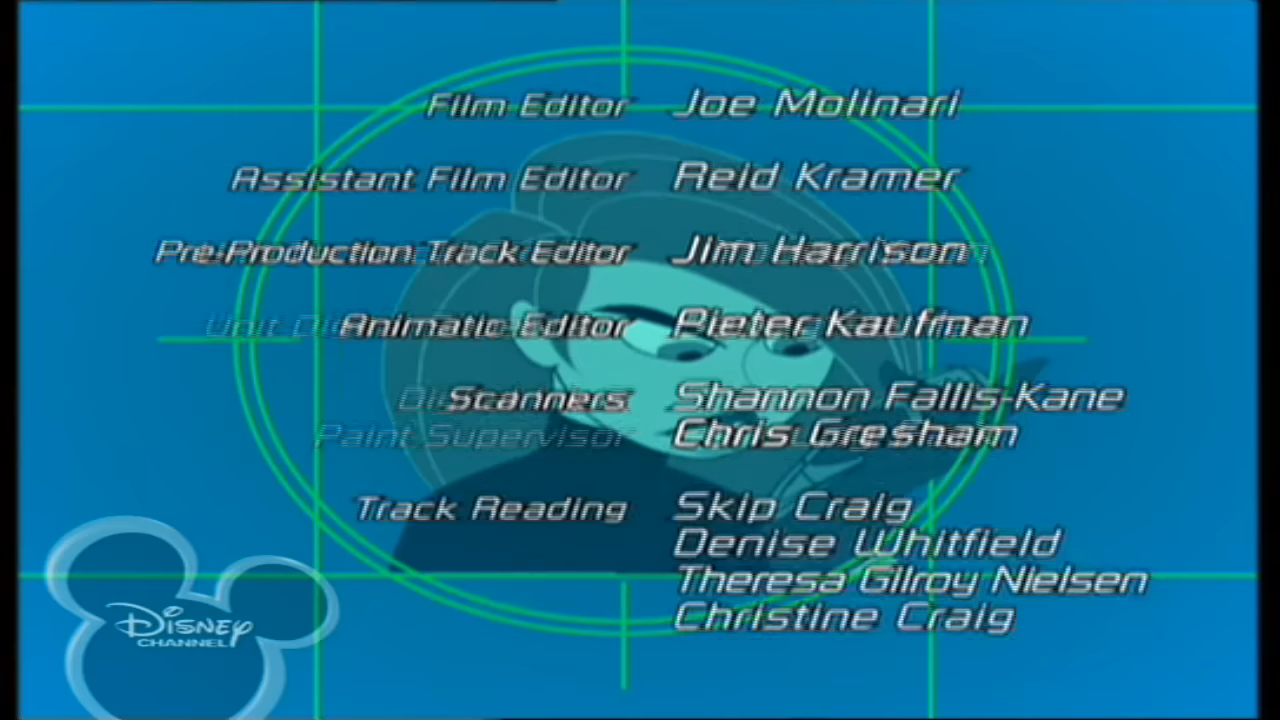 Film Editor Joe Molinari
Assistant Film Editor Reid Kramer
Pre-Production Track Editor Jim Harrison
Animatic Editor Pieter Kaufman
Scanners Shannon Fallis-Kane
Paint Supervisor Chris Gresham
Track Reading Skip Craig
Denise Whitfield
Theresa Gilroy Nielsen
Christine Craig
Disney
CHANNEL